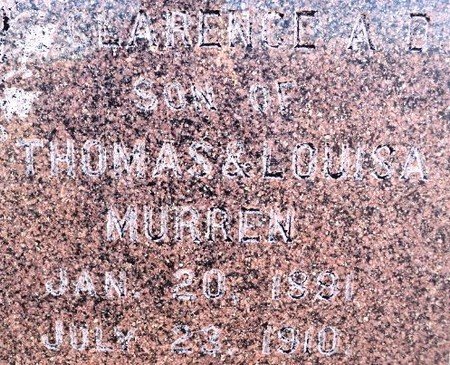 LARENCE A
SON OF
THOMAS & LOUISA
MURREN
JAN. 20, 1891
JULY 23, 1910.